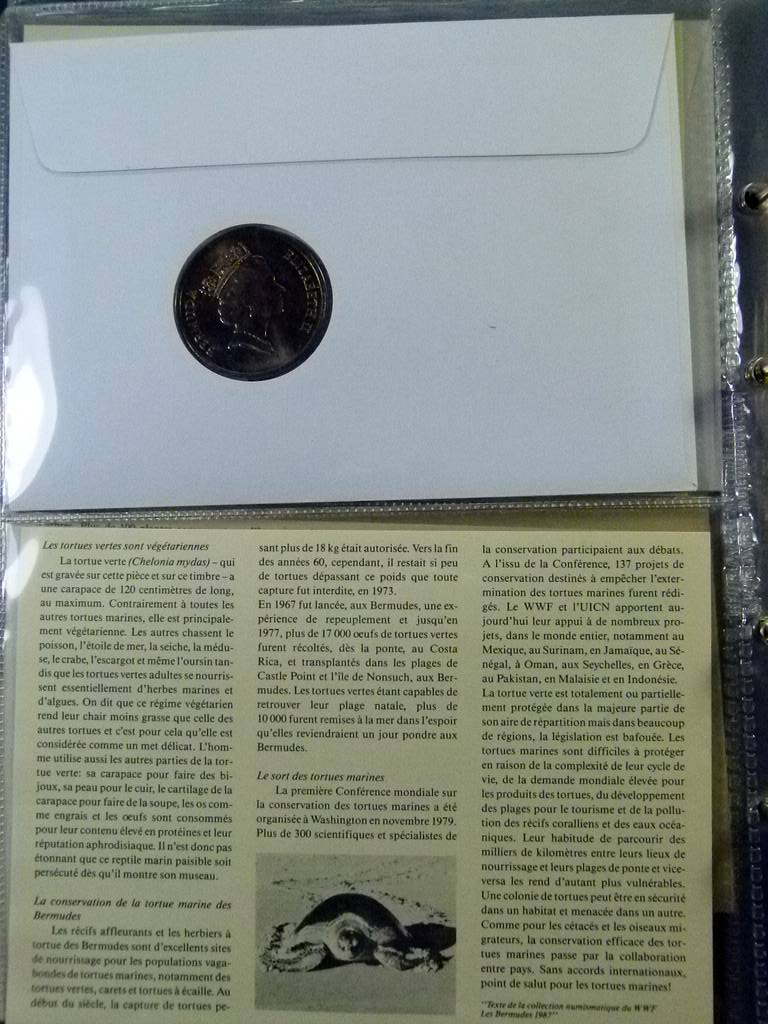 BERMUDA ELIZABETH II
Les tortues vertes sont végétariennes
La tortue verte (Chelonia mydas) – qui
est gravée sur cette pièce et sur ce timbre – a
une carapace de 120 centimètres de long,
au maximum. Contrairement à toutes les
autres tortues marines, elle est principale-
ment végétarienne. Les autres chassent le
poisson, l'étoile de mer, la seiche, la médu-
se, le crabe, l'escargot et même l'oursin tan-
dis que les tortues vertes adultes se nourris-
sent essentiellement d'herbes marines et
d'algues. On dit que ce régime végétarien
rend leur chair moins grasse que celle des
autres tortues et c'est pour cela qu'elle est
considérée comme un met délicat. L'hom-
me utilise aussi les autres parties de la tor-
tue verte: sa carapace pour faire des bi-
joux, sa peau pour le cuir, le cartilage de la
carapace pour faire de la soupe, les os com-
me engrais et les œufs sont consommés
pour leur contenu élevé en protéines et leur
réputation aphrodisiaque. Il n'est donc pas
étonnant que ce reptile marin paisible soit
persécuté dès qu'il montre son museau.
La conservation de la tortue marine des
Bermudes
Les récifs affleurants et les herbiers à
tortue des Bermudes sont d'excellents sites
de nourrissage pour les populations vaga-
bondes de tortues marines, notamment des
tortues vertes, carets et tortues à écaille. Au
début du siècle, la capture de tortues pe-
sant plus de 18 kg était autorisée. Vers la fin
des années 60, cependant, il restait si peu
de tortues dépassant ce poids que toute
capture fut interdite, en 1973.
En 1967 fut lancée, aux Bermudes, une ex-
périence de repeuplement et jusqu'en
1977, plus de 17 000 œufs de tortues vertes
furent récoltés, dès la ponte, au Costa
Rica, et transplantés dans les plages de
Castle Point et l'île de Nonsuch, aux Ber-
mudes. Les tortues vertes étant capables de
retrouver leur plage natale, plus de
10 000 furent remises à la mer dans l'espoir
qu'elles reviendraient un jour pondre aux
Bermudes.
Le sort des tortues marines
La première Conférence mondiale sur
la conservation des tortues marines a été
organisée à Washington en novembre 1979.
Plus de 300 scientifiques et spécialistes de
la conservation participaient aux débats.
A l'issu de la Conférence, 137 projets de
conservation destinés à empêcher l'exter-
mination des tortues marines furent rédi-
gés. Le WWF et l'UICN apportent au-
jourd'hui leur appui à de nombreux pro-
jets, dans le monde entier, notamment au
Mexique, au Surinam, en Jamaïque, au Sé-
négal, à Oman, aux Seychelles, en Grèce,
au Pakistan, en Malaisie et en Indonésie.
La tortue verte est totalement ou partielle-
ment protégée dans la majeure partie de
son aire de répartition mais dans beaucoup
de régions, la législation est bafouée. Les
tortues marines sont difficiles à protéger
en raison de la complexité de leur cycle de
vie, de la demande mondiale élevée pour
les produits des tortues, du développement
des plages pour le tourisme et de la pollu-
tion des récifs coralliens et des eaux océa-
niques. Leur habitude de parcourir des
milliers de kilomètres entre leurs lieux de
nourrissage et leurs plages de ponte et vice-
versa les rend d'autant plus vulnérables.
Une colonie de tortues peut être en sécurité
dans un habitat et menacée dans un autre.
Comme pour les cétacés et les oiseaux mi-
grateurs, la conservation efficace des tor-
tues marines passe par la collaboration
entre pays. Sans accords internationaux,
point de salut pour les tortues marines!
"Texte de la collection numismatique du WWF
Les Bermudes 1987"